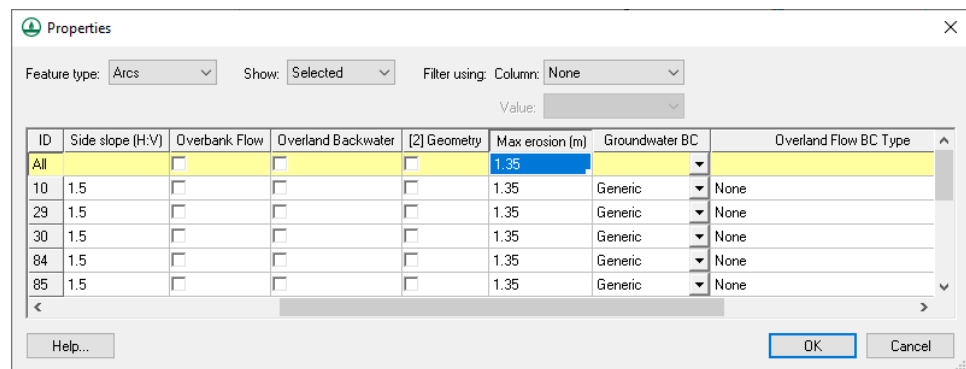 Properties
Feature type: Arcs Show: Selected Filter using: Column: None
Value:
ID Side slope (H:V) Overbank Flow Overland Backwater [2] Geometry Max erosion (m) Groundwater BC Overland Flow BC Type
All 1.35
10 1.5 1.35 Generic None
29 1.5 1.35 Generic None
30 1.5 1.35 Generic None
84 1.5 1.35 Generic None
85 1.5 1.35 Generic None
Help... OK Cancel